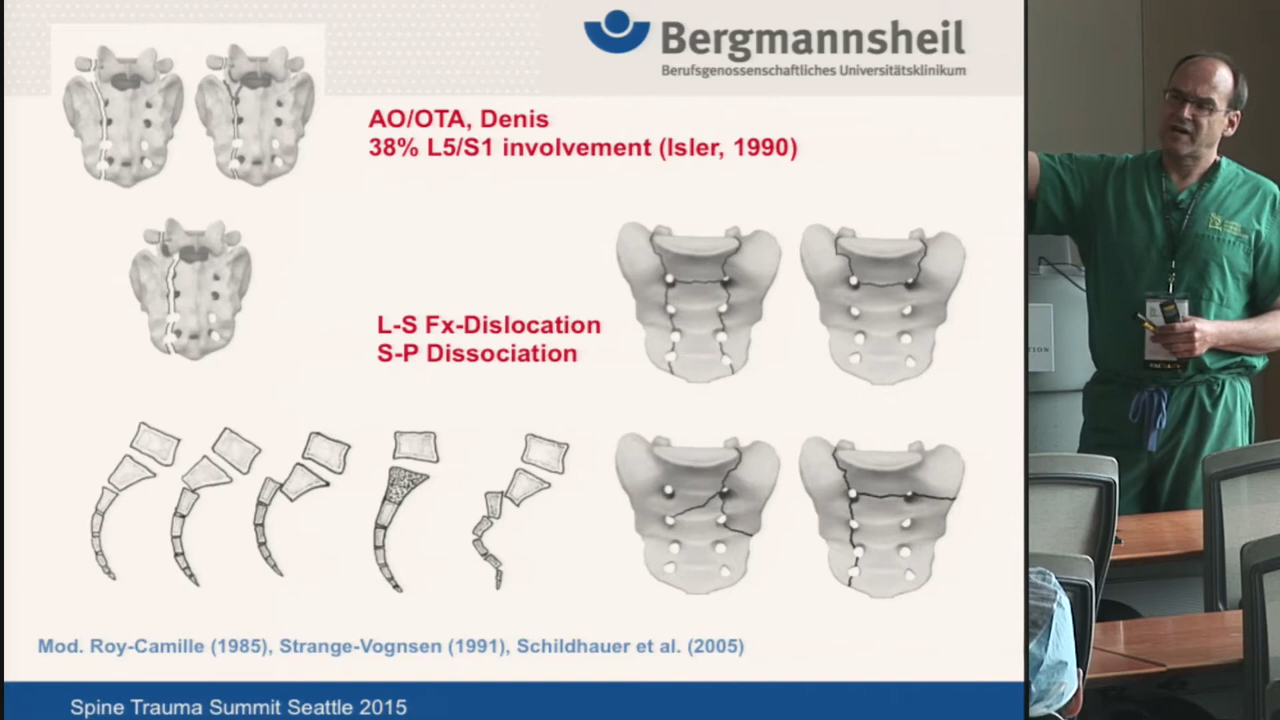 Bergmannsheil
Berufsgenossenschaftliches Universitätsklinikum
AO/OTA, Denis
38% L5/S1 involvement (Isler, 1990)
L-S Fx-Dislocation
S-P Dissociation
Mod. Roy-Camille (1985), Strange-Vognsen (1991), Schildhauer et al. (2005)
Spine Trauma Summit Seattle 2015